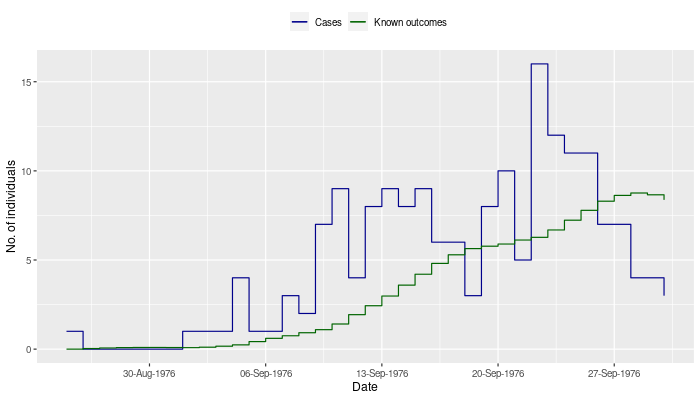 Cases Known outcomes
No. of individuals
15
10
5
0
30-Aug-1976 06-Sep-1976 13-Sep-1976 20-Sep-1976 27-Sep-1976
Date